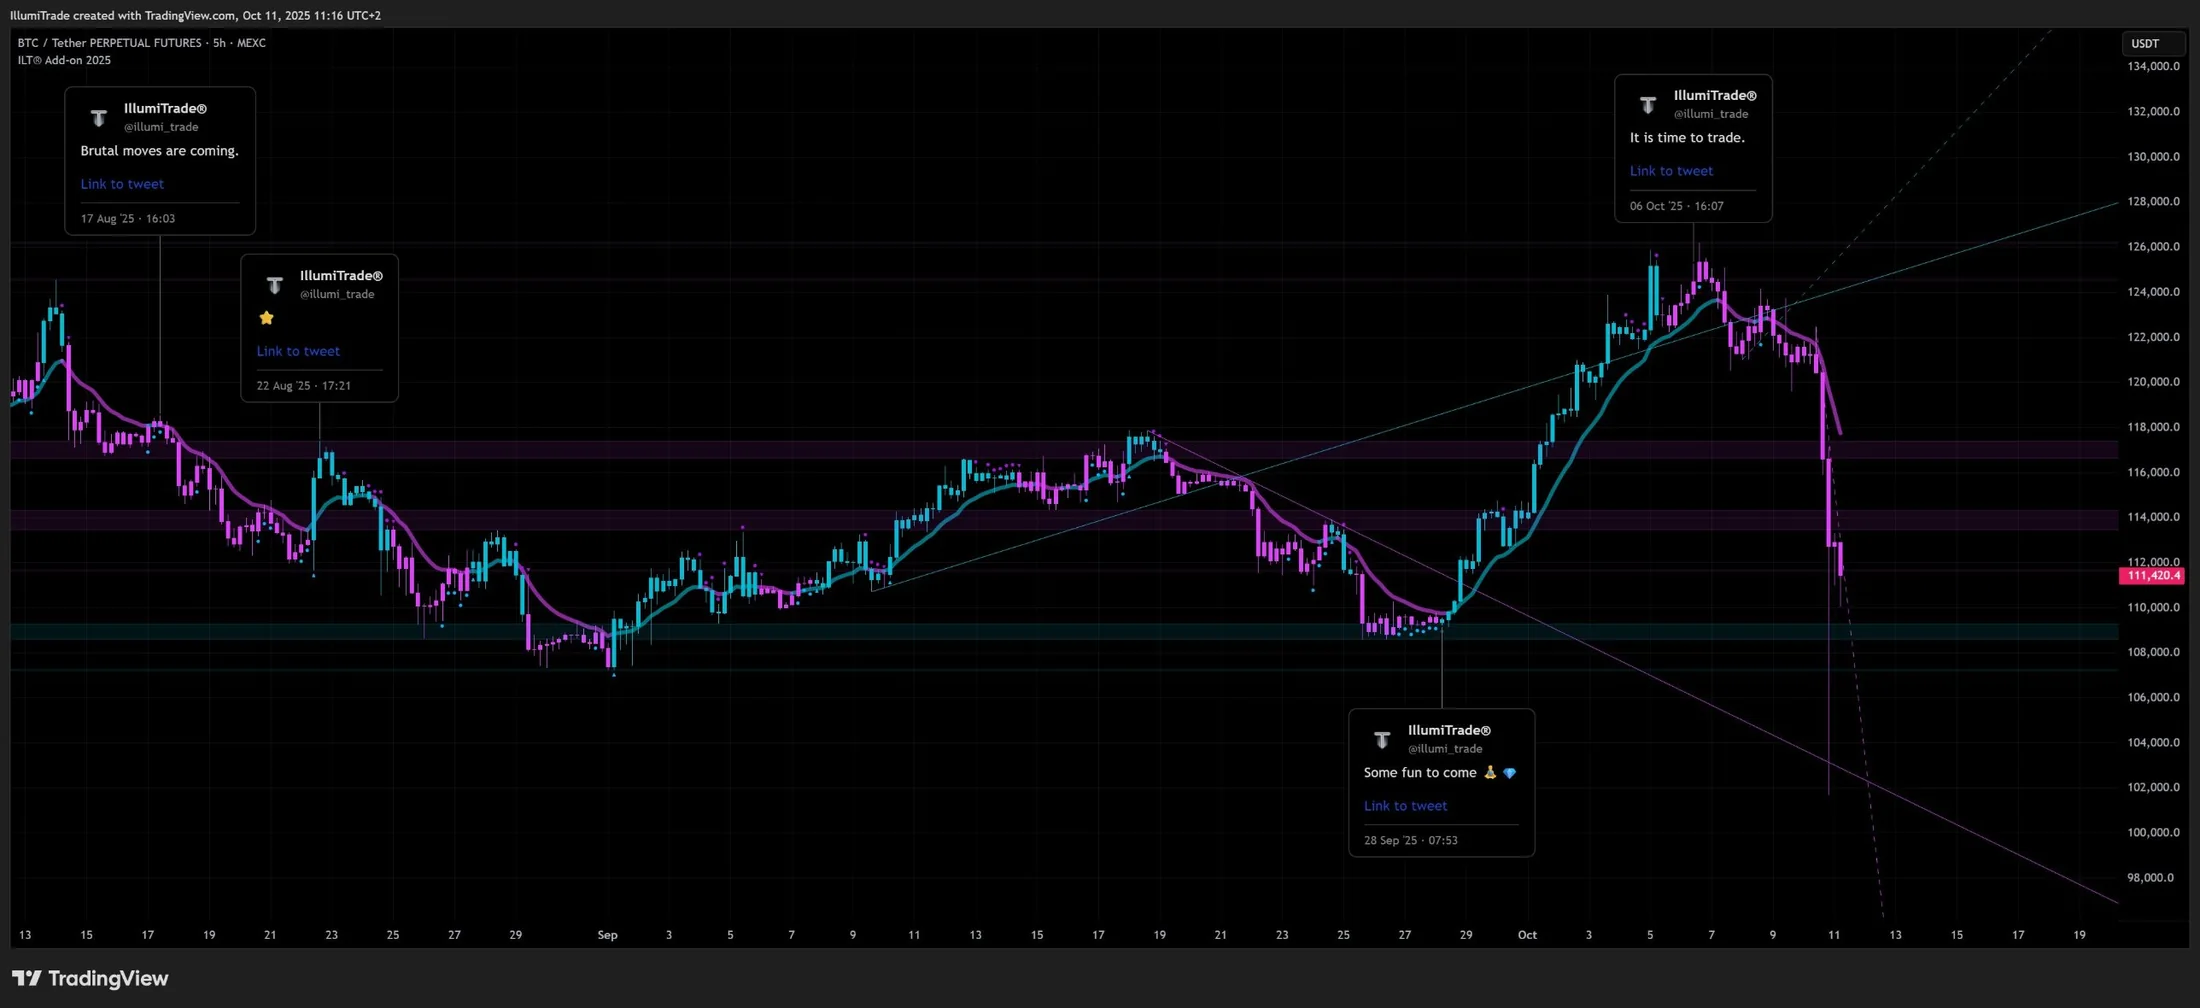 IllumiTrade created with TradingView.com, Oct 11, 2025 11:16 UTC+2
BTC / Tether PERPETUAL FUTURES · 5h · MEXC
ILT® Add-on 2025
IllumiTrade®
@illumi_trade
Brutal moves are coming.
Link to tweet
17 Aug '25 · 16:03
IllumiTrade®
@illumi_trade
⭐
Link to tweet
22 Aug '25 · 17:21
IllumiTrade®
@illumi_trade
It is time to trade.
Link to tweet
06 Oct '25 · 16:07
IllumiTrade®
@illumi_trade
Some fun to come
Link to tweet
28 Sep '25 · 07:53
USDT
134,000.0
132,000.0
130,000.0
128,000.0
126,000.0
124,000.0
122,000.0
120,000.0
118,000.0
116,000.0
114,000.0
112,000.0
111,420.4
110,000.0
108,000.0
106,000.0
104,000.0
102,000.0
100,000.0
98,000.0
13 15 17 19 21 23 25 27 29 Sep 3 5 7 9 11 13 15 17 19 21 23 25 27 29 Oct 3 5 7 9 11 13 15 17 19
TradingView